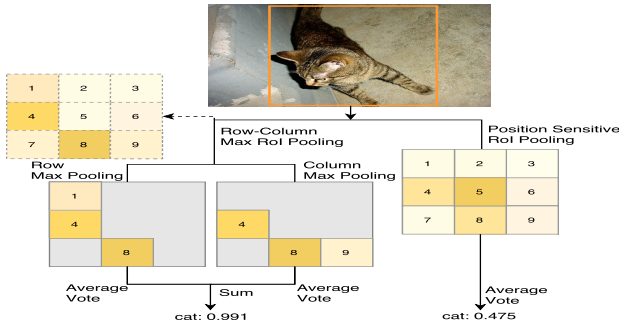 1 2 3
4 5 6
7 8 9
Row-Column
Max RoI Pooling
Position Sensitive
RoI Pooling
Row
Max Pooling
Column
Max Pooling
1
4
8
4
8 9
1 2 3
4 5 6
7 8 9
Average
Vote
Sum
Average
Vote
Average
Vote
cat: 0.991
cat: 0.475